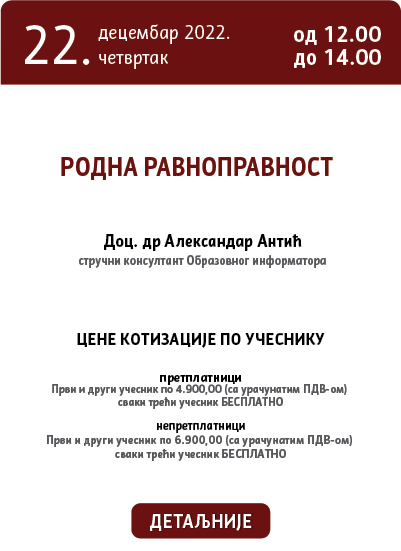 22.
децембар 2022.
четвртак
од 12.00
до 14.00
РОДНА РАВНОПРАВНОСТ
Доц. др Александар Антић
стручни консултант Образовног информатора
ЦЕНЕ КОТИЗАЦИЈЕ ПО УЧЕСНИКУ
претплатници
Први и други учесник по 4.900,00 (са урачунатим ПДВ-ом)
сваки трећи учесник БЕСПЛАТНО
непретплатници
Први и други учесник по 6.900,00 (са урачунатим ПДВ-ом)
сваки трећи учесник БЕСПЛАТНО
ДЕТАЉНИЈЕ